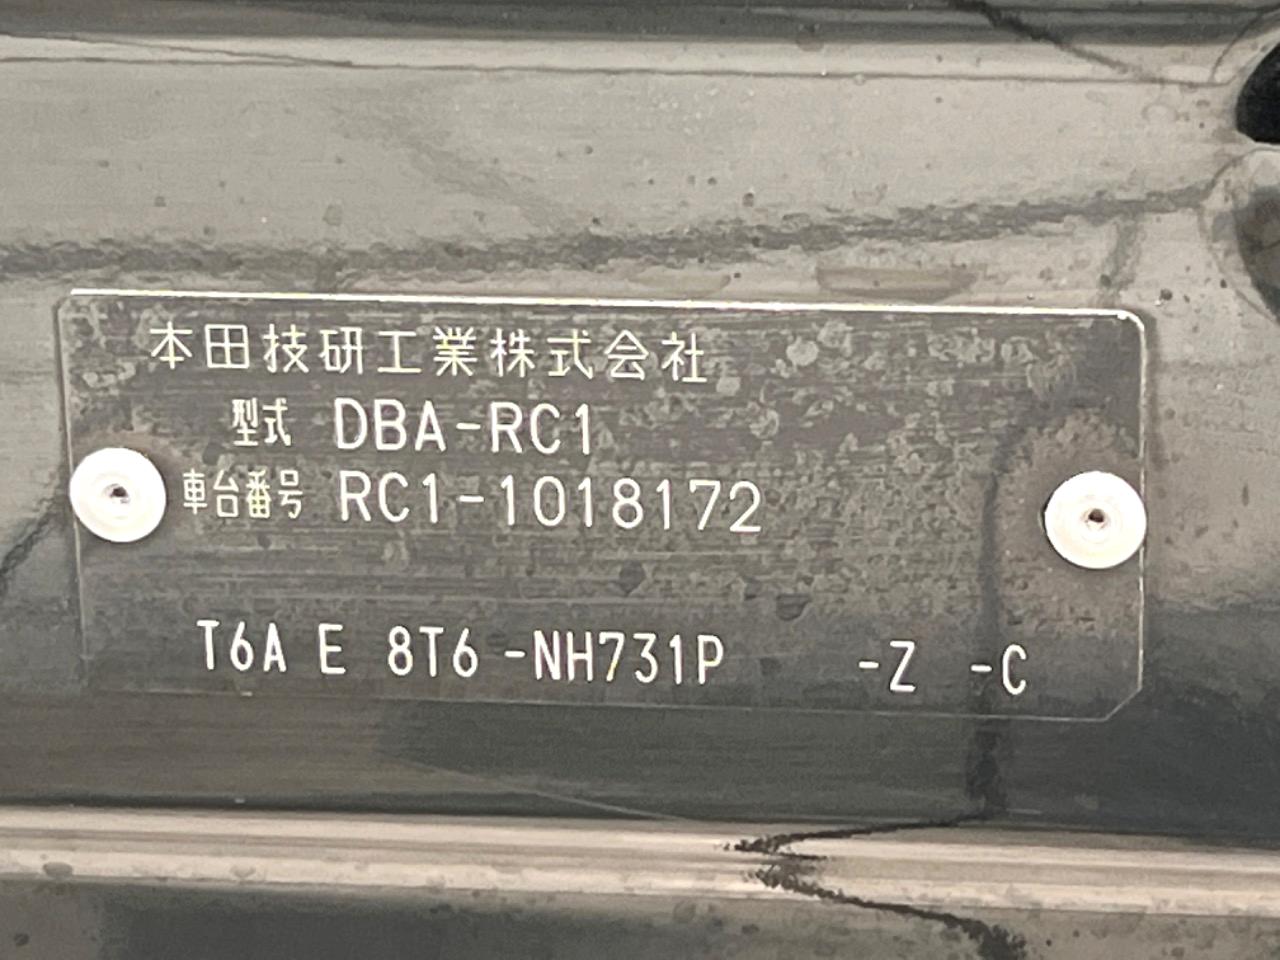 本田技研工業株式会社
型式 DBA-RC1
車台番号 RC1-1018172
T6A E 8T6-NH731P -Z -C